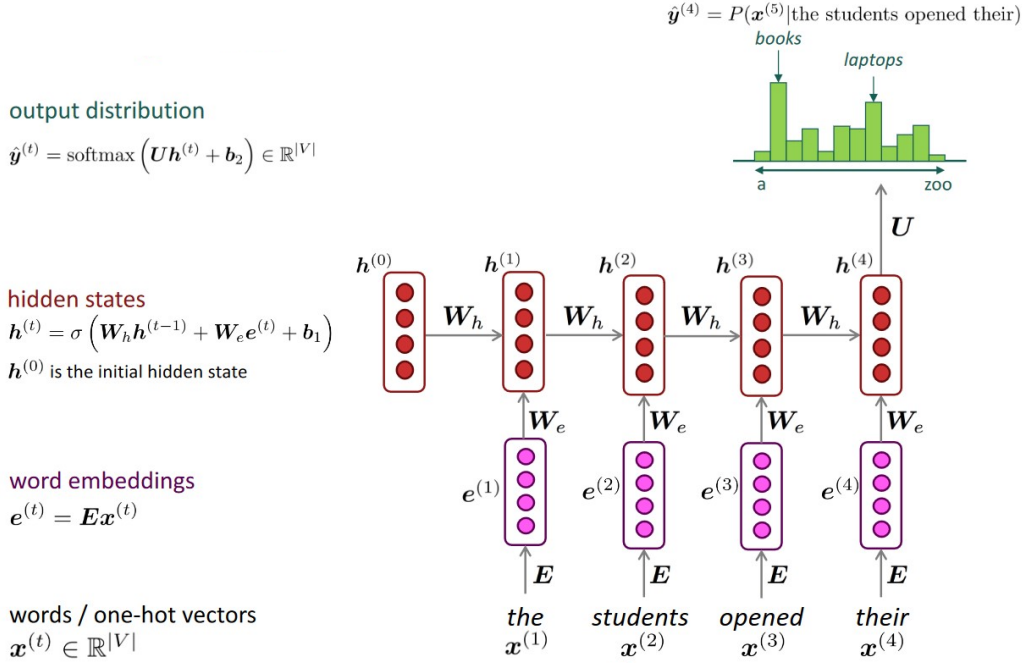 ŷ⁽⁴⁾ = P(x⁽⁵⁾|the students opened their)
books
laptops
output distribution
ŷ⁽ᵗ⁾ = softmax(Uh⁽ᵗ⁾ + b₂) ∈ ℝ^|V|
a
zoo
U
h⁽⁰⁾
h⁽¹⁾
h⁽²⁾
h⁽³⁾
h⁽⁴⁾
hidden states
h⁽ᵗ⁾ = σ(W_h h⁽ᵗ⁻¹⁾ + W_e e⁽ᵗ⁾ + b₁)
h⁽⁰⁾ is the initial hidden state
W_h
W_h
W_h
W_h
W_e
W_e
W_e
W_e
word embeddings
e⁽ᵗ⁾ = Ex⁽ᵗ⁾
e⁽¹⁾
e⁽²⁾
e⁽³⁾
e⁽⁴⁾
E
E
E
E
words / one-hot vectors
x⁽ᵗ⁾ ∈ ℝ^|V|
the
students
opened
their
x⁽¹⁾
x⁽²⁾
x⁽³⁾
x⁽⁴⁾